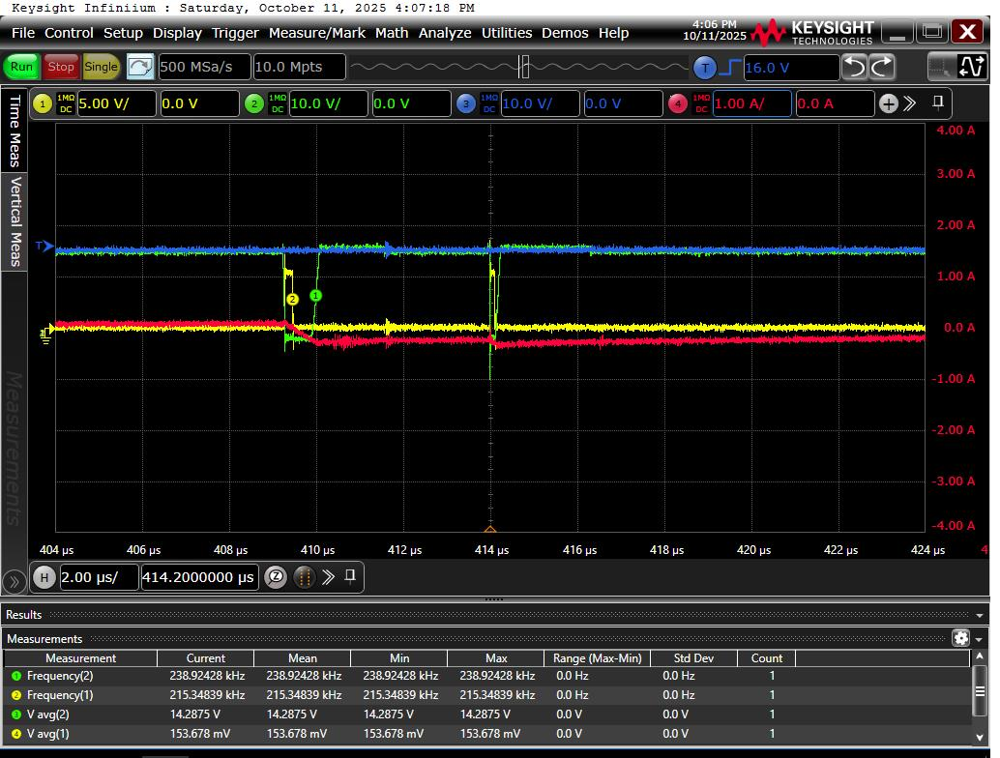 Keysight Infiniium : Saturday, October 11, 2025 4:07:18 PM
File Control Setup Display Trigger Measure/Mark Math Analyze Utilities Demos Help
4:06 PM
10/11/2025
KEYSIGHT
TECHNOLOGIES
X
Run Stop Single 500 MSa/s 10.0 Mpts T 16.0 V
1 1MΩ DC 5.00 V/ 0.0 V 2 1MΩ DC 10.0 V/ 0.0 V 3 1MΩ DC 10.0 V/ 0.0 V 4 1MΩ DC 1.00 A/ 0.0 A
Time Meas
Vertical Meas
Measurements
4.00 A
3.00 A
2.00 A
T
1.00 A
2
1
0.0 A
-1.00 A
-2.00 A
-3.00 A
-4.00 A
404 µs 406 µs 408 µs 410 µs 412 µs 414 µs 416 µs 418 µs 420 µs 422 µs 424 µs 4
H 2.00 µs/ 414.2000000 µs Z
Results
Measurements
Measurement Current Mean Min Max Range (Max-Min) Std Dev Count
1 Frequency(2) 238.92428 kHz 238.92428 kHz 238.92428 kHz 238.92428 kHz 0.0 Hz 0.0 Hz 1
2 Frequency(1) 215.34839 kHz 215.34839 kHz 215.34839 kHz 215.34839 kHz 0.0 Hz 0.0 Hz 1
3 V avg(2) 14.2875 V 14.2875 V 14.2875 V 14.2875 V 0.0 V 0.0 V 1
4 V avg(1) 153.678 mV 153.678 mV 153.678 mV 153.678 mV 0.0 V 0.0 V 1